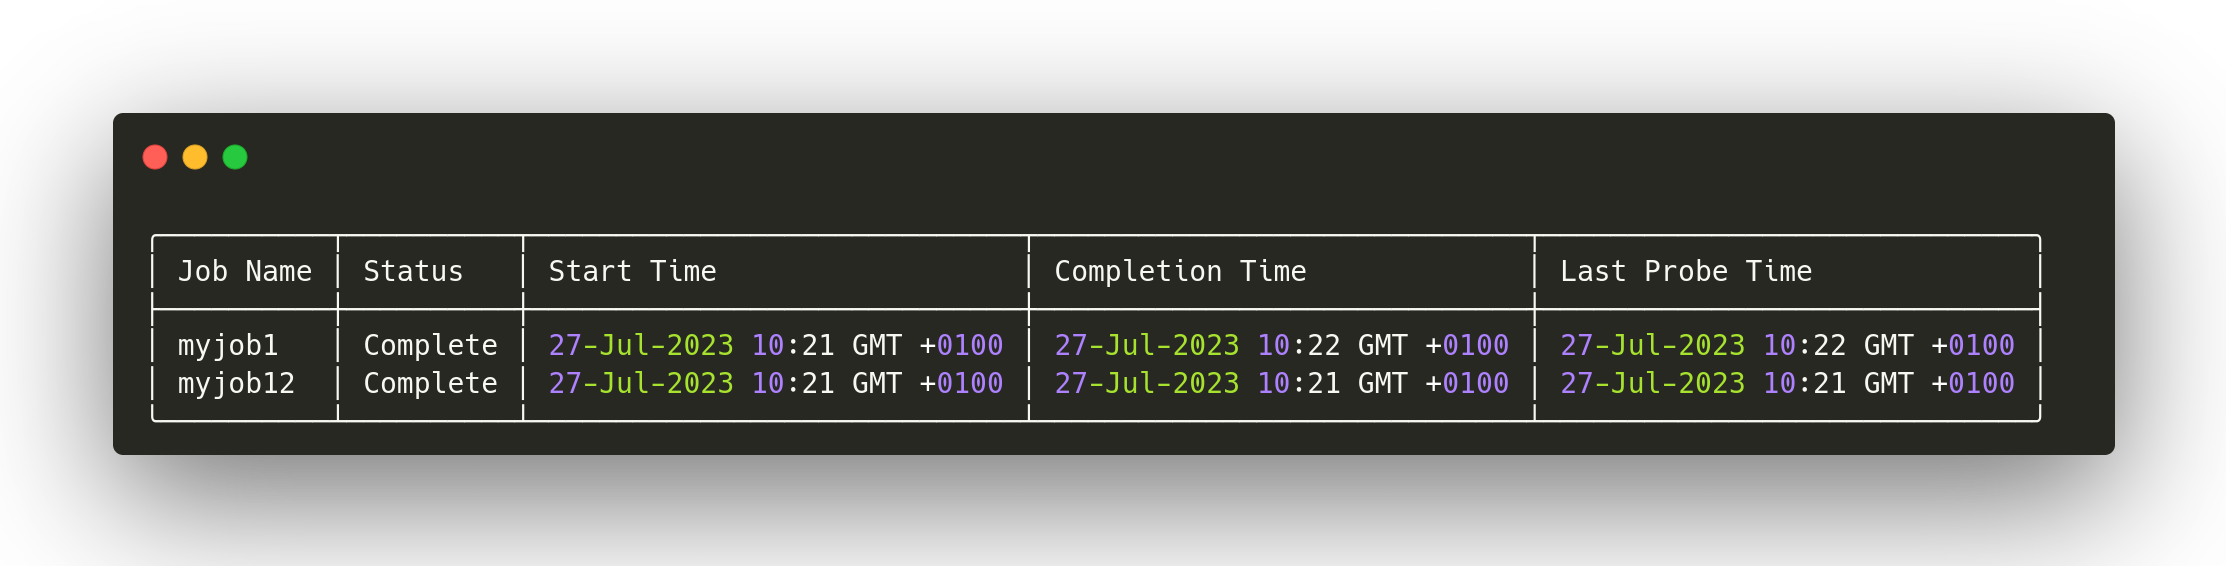 Job Name Status Start Time Completion Time Last Probe Time
myjob1 Complete 27-Jul-2023 10:21 GMT +0100 27-Jul-2023 10:22 GMT +0100 27-Jul-2023 10:22 GMT +0100
myjob12 Complete 27-Jul-2023 10:21 GMT +0100 27-Jul-2023 10:21 GMT +0100 27-Jul-2023 10:21 GMT +0100